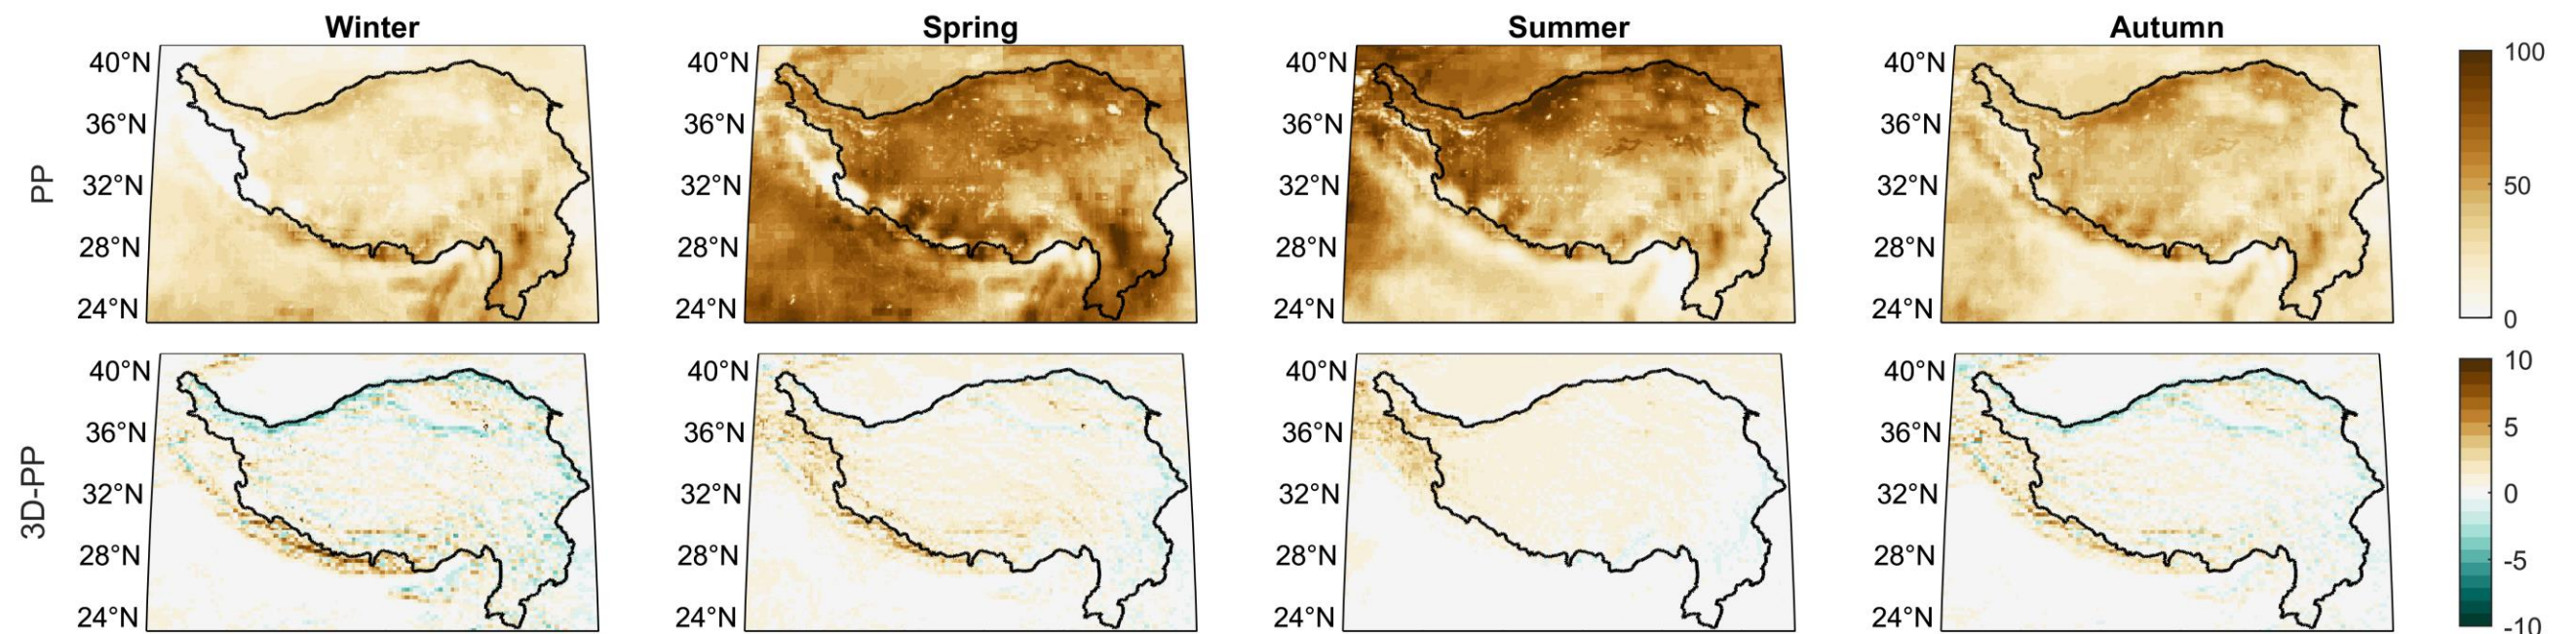 Winter Spring Summer Autumn
PP
40°N 40°N 40°N 40°N 100
36°N 36°N 36°N 36°N
32°N 32°N 32°N 32°N 50
28°N 28°N 28°N 28°N
24°N 24°N 24°N 24°N 0
3D-PP
40°N 40°N 40°N 40°N 10
36°N 36°N 36°N 36°N 5
32°N 32°N 32°N 32°N 0
28°N 28°N 28°N 28°N -5
24°N 24°N 24°N 24°N -10